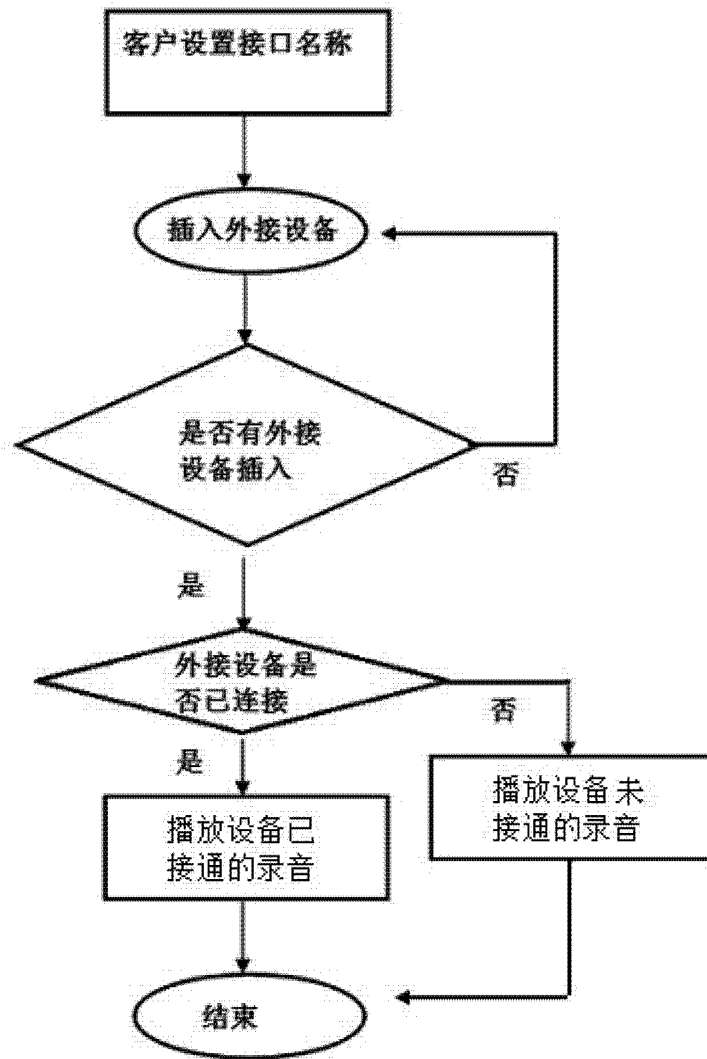 客户设置接口名称
插入外接设备
是否有外接
设备插入
否
是
外接设备是
否已连接
否
是
播放设备未
接通的录音
播放设备已
接通的录音
结束